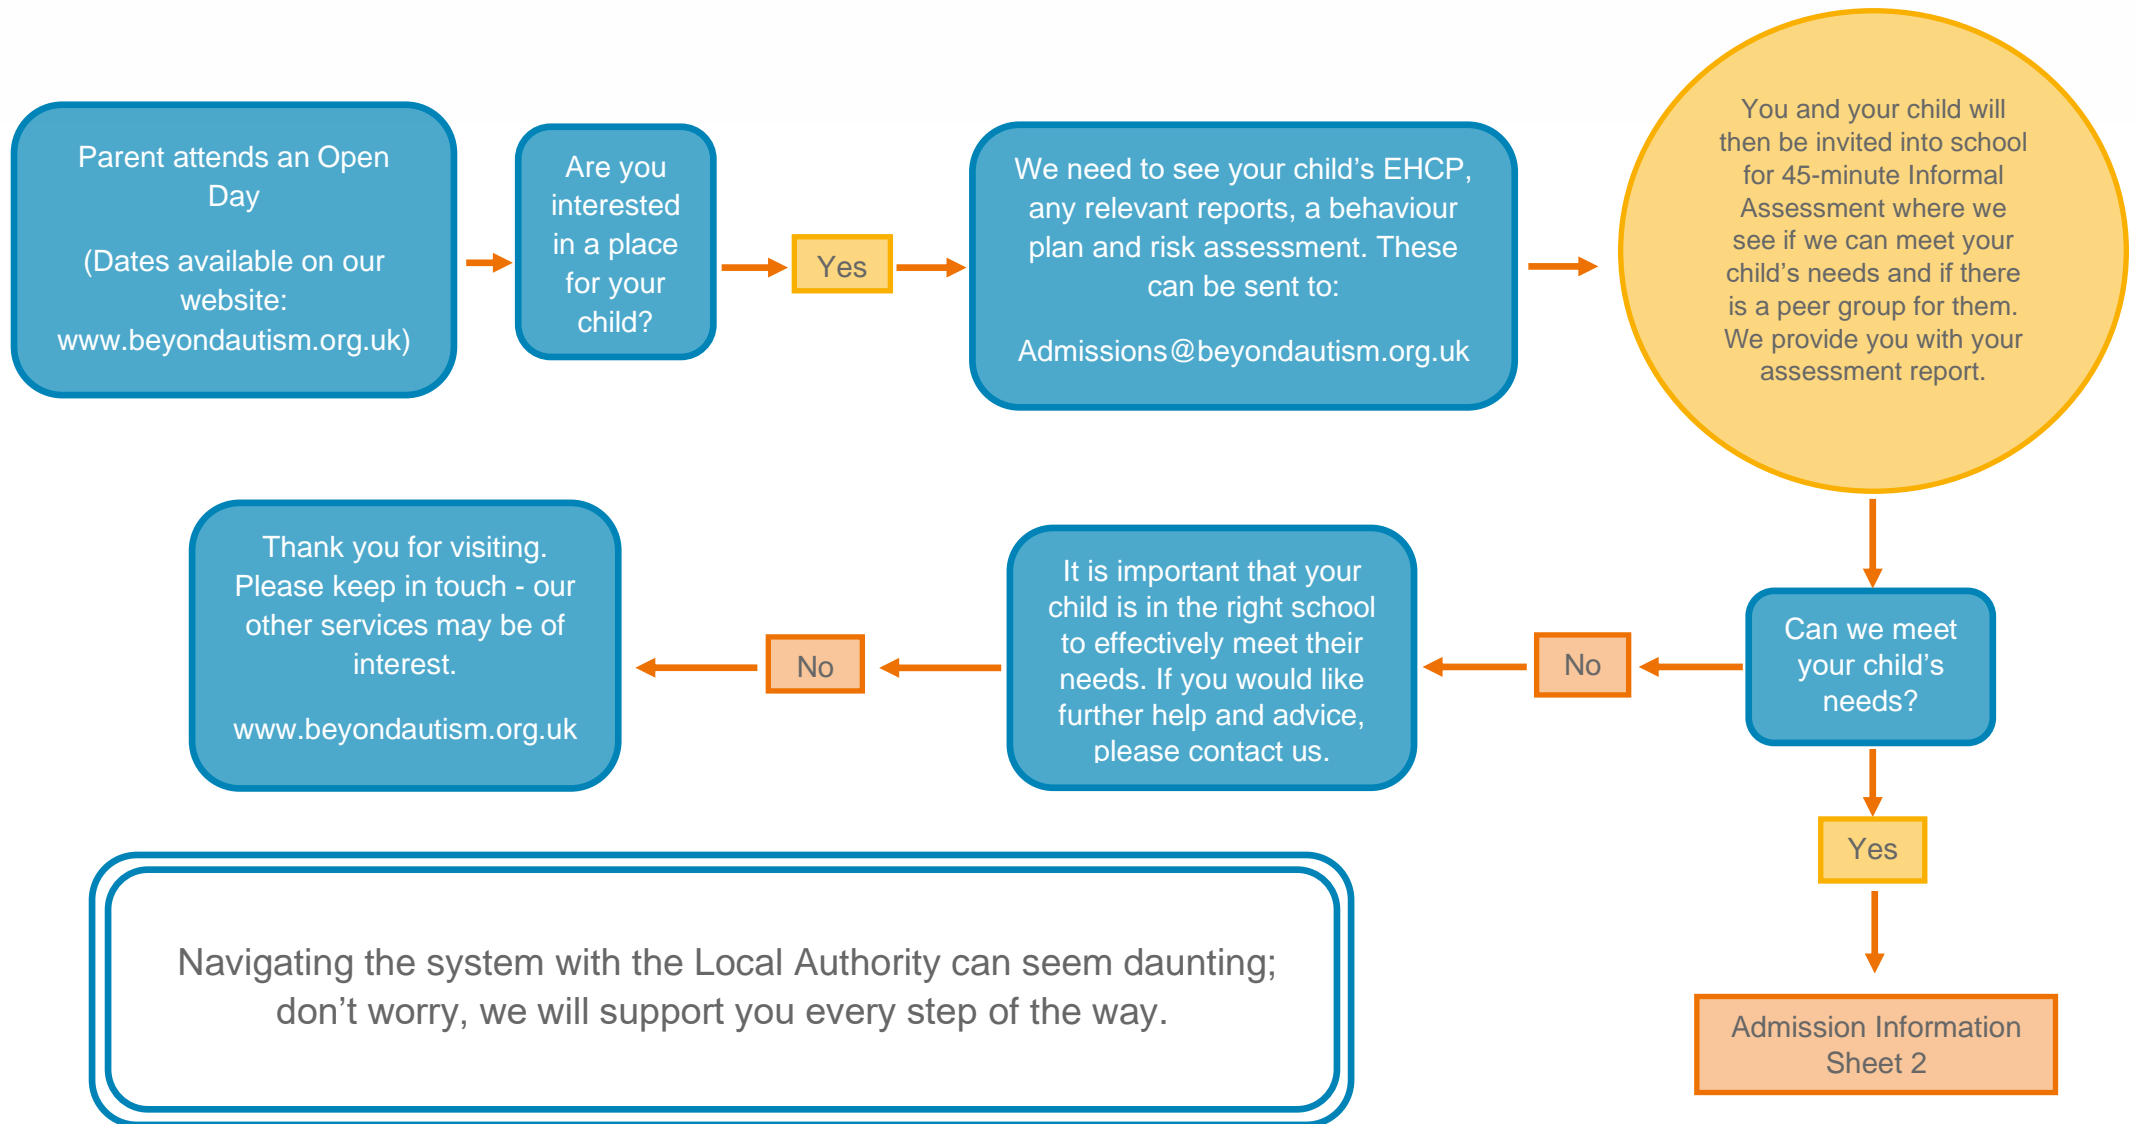 Parent attends an Open
Day
(Dates available on our
website:
www.beyondautism.org.uk)
Are you
interested
in a place
for your
child?
Yes
We need to see your child’s EHCP,
any relevant reports, a behaviour
plan and risk assessment. These
can be sent to:
Admissions@beyondautism.org.uk
You and your child will
then be invited into school
for 45-minute Informal
Assessment where we
see if we can meet your
child’s needs and if there
is a peer group for them.
We provide you with your
assessment report.
Can we meet
your child’s
needs?
No
It is important that your
child is in the right school
to effectively meet their
needs. If you would like
further help and advice,
please contact us.
No
Thank you for visiting.
Please keep in touch - our
other services may be of
interest.
www.beyondautism.org.uk
Yes
Admission Information
Sheet 2
Navigating the system with the Local Authority can seem daunting;
don’t worry, we will support you every step of the way.